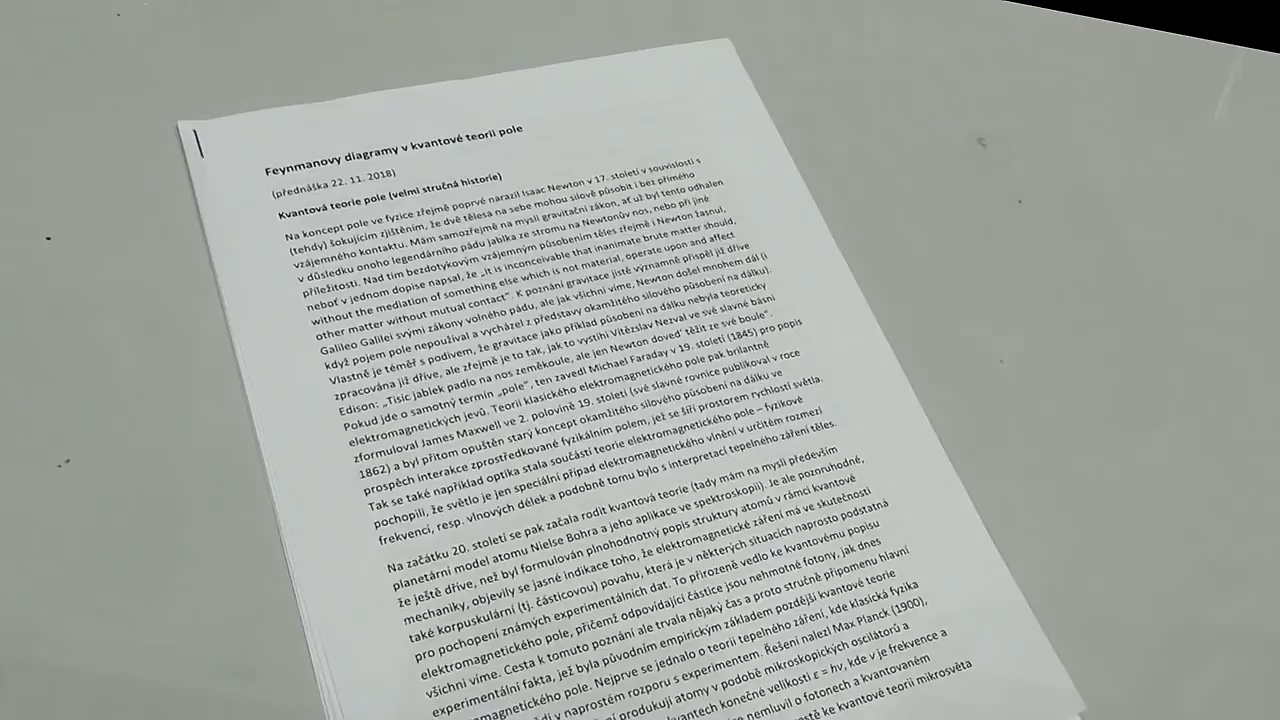 Feynmanovy diagramy v kvantové teorii pole
(přednáška 22. 11. 2018)
Kvantová teorie pole (velmi stručná historie)
Na koncept pole ve fyzice zřejmě poprvé narazil Isaac Newton v 17. století v souvislosti s
(tehdy) šokujícím zjištěním, že dvě tělesa na sebe mohou silově působit i bez přímého
vzájemného kontaktu. Mám samozřejmě na mysli gravitační zákon, ať už byl tento odhalen
v důsledku onoho legendárního pádu jablka ze stromu na Newtonův nos, nebo při jiné
příležitosti. Nad tím bezdotykovým vzájemným působením těles zřejmě i Newton žasnul,
neboť v jednom dopise napsal, že „it is inconceivable that inanimate brute matter should,
without the mediation of something else which is not material, operate upon and affect
other matter without mutual contact“. K poznání gravitace jistě významně přispěl již dříve
Galileo Galilei svými zákony volného pádu, ale jak všichni víme, Newton došel mnohem dál (i
když pojem pole nepoužíval a vycházel z představy okamžitého silového působení na dálku).
Vlastně je téměř s podivem, že gravitace jako příklad působení na dálku nebyla teoreticky
zpracována již dříve, ale zřejmě je to tak, jak to vystihl Vítězslav Nezval ve své slavné básni
Edison: „Tisíc jablek padlo na nos zeměkoule, ale jen Newton doved’ těžit ze své boule“.
Pokud jde o samotný termín „pole“, ten zavedl Michael Faraday v 19. století (1845) pro popis
elektromagnetických jevů. Teorii klasického elektromagnetického pole pak brilantně
zformuloval James Maxwell ve 2. polovině 19. století (své slavné rovnice publikoval v roce
1862) a byl přitom opuštěn starý koncept okamžitého silového působení na dálku ve
prospěch interakce zprostředkované fyzikálním polem, jež se šíří prostorem rychlostí světla.
Tak se také například optika stala součástí teorie elektromagnetického pole – fyzikové
pochopili, že světlo je jen speciální případ elektromagnetického vlnění v určitém rozmezí
frekvencí, resp. vlnových délek a podobně tomu bylo s interpretací tepelného záření těles.
Na začátku 20. století se pak začala rodit kvantová teorie (tady mám na mysli především
planetární model atomu Nielse Bohra a jeho aplikace ve spektroskopii). Je ale pozoruhodné,
že ještě dříve, než byl formulován plnohodnotný popis struktury atomů v rámci kvantové
mechaniky, objevily se jasné indikace toho, že elektromagnetické záření má ve skutečnosti
také korpuskulární (tj. částicovou) povahu, která je v některých situacích naprosto podstatná
pro pochopení známých experimentálních dat. To přirozeně vedlo ke kvantovému popisu
elektromagnetického pole, přičemž odpovídající částice jsou nehmotné fotony, jak dnes
všichni víme. Cesta k tomuto poznání ale trvala nějaký čas a proto stručně připomenu hlavní
experimentální fakta, jež byla původním empirickým základem pozdější kvantové teorie
magnetického pole. Nejprve se jednalo o teorii tepelného záření, kde klasická fyzika
v naprostém rozporu s experimentem. Řešení nalezl Max Planck (1900),
produkují atomy v podobě mikroskopických oscilátorů a
kvantech konečné velikosti ε = hν, kde ν je frekvence a
nemluvil o fotonech a kvantovaném
ke kvantové teorii mikrosvěta